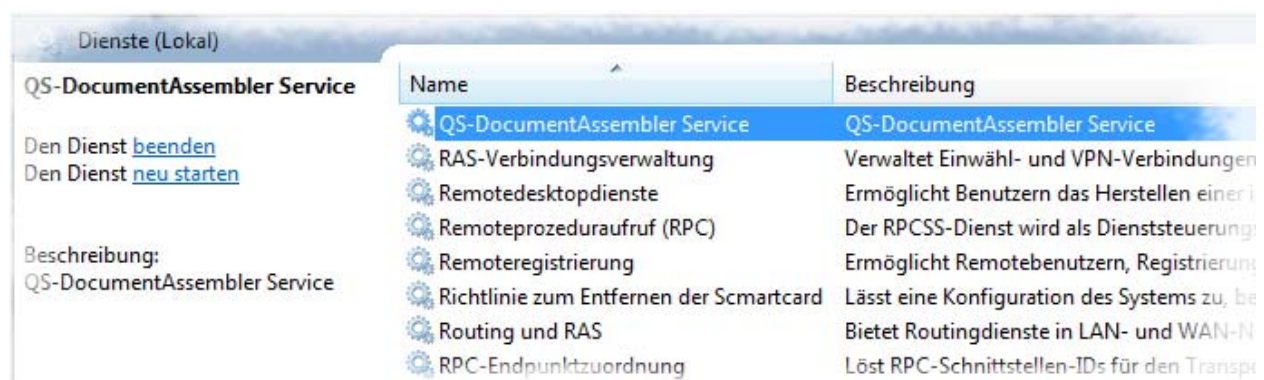 Dienste (Lokal)
QS-DocumentAssembler Service
Den Dienst beenden
Den Dienst neu starten
Beschreibung:
QS-DocumentAssembler Service
Name Beschreibung
QS-DocumentAssembler Service QS-DocumentAssembler Service
RAS-Verbindungsverwaltung Verwaltet Einwähl- und VPN-Verbindungen
Remotedesktopdienste Ermöglicht Benutzern das Herstellen einer i
Remoteprozeduraufruf (RPC) Der RPCSS-Dienst wird als Dienststeuerungs
Remoteregistrierung Ermöglicht Remotebenutzern, Registrierung
Richtlinie zum Entfernen der Scmartcard Lässt eine Konfiguration des Systems zu, be
Routing und RAS Bietet Routingdienste in LAN- und WAN-N
RPC-Endpunktzuordnung Löst RPC-Schnittstellen-IDs für den Transpo